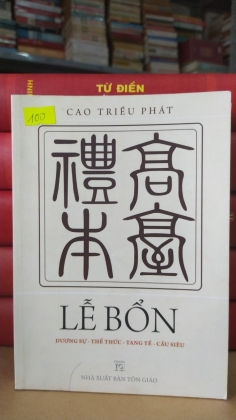 TỪ ĐIỂN
100
CAO TRIỀU PHÁT
高臺
禮本
LỄ BỔN
ĐƯƠNG SỰ - THỂ THỨC - TANG TẾ - CẦU SIÊU
NHÀ XUẤT BẢN TÔN GIÁO